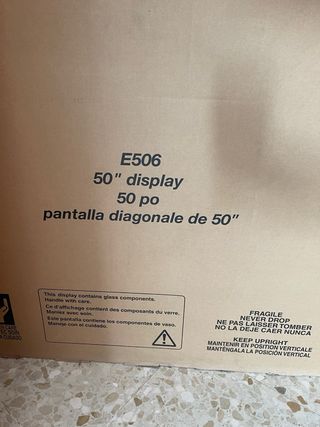 E506
50" display
50 po
pantalla diagonale de 50"
This display contains glass components.
Handle with care.
Ce d'affichage contient des composants du verre.
Maniez avec soin.
Este pantalla contiene los componentes de vaso.
Maneje con el cuidado.
FRAGILE
NEVER DROP
NE PAS LAISSER TOMBER
NO LA DEJE CAER NUNCA
KEEP UPRIGHT
MAINTENIR EN POSITION VERTICALE
MANTÉNGALA LA POSICIÓN VERTICAL